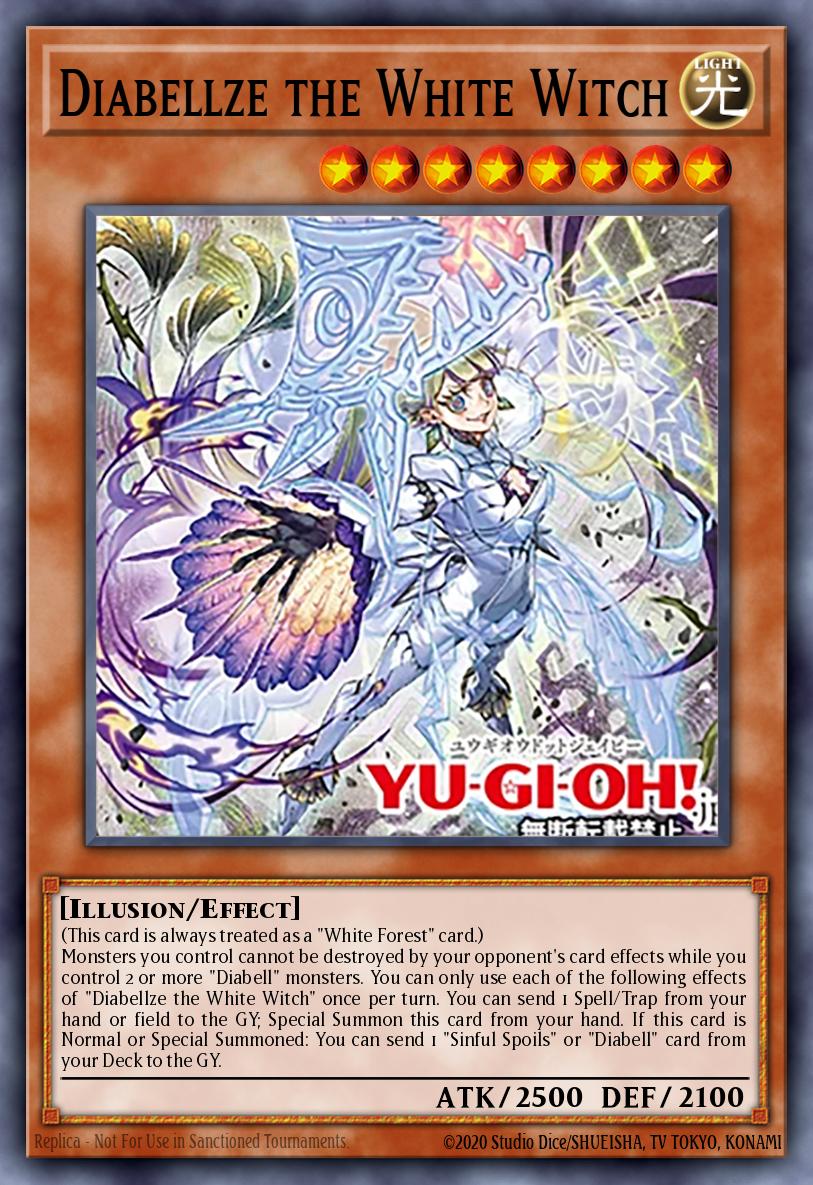 Diabellze the White Witch
LIGHT
光
ユウギオウドットジェイピー
YU-GI-OH!
無断転載禁止
[Illusion/Effect]
(This card is always treated as a "White Forest" card.)
Monsters you control cannot be destroyed by your opponent's card effects while you
control 2 or more "Diabell" monsters. You can only use each of the following effects
of "Diabellze the White Witch" once per turn. You can send 1 Spell/Trap from your
hand or field to the GY; Special Summon this card from your hand. If this card is
Normal or Special Summoned: You can send 1 "Sinful Spoils" or "Diabell" card from
your Deck to the GY.
ATK/2500 DEF/2100
Replica - Not For Use in Sanctioned Tournaments.
©2020 Studio Dice/SHUEISHA, TV TOKYO, KONAMI